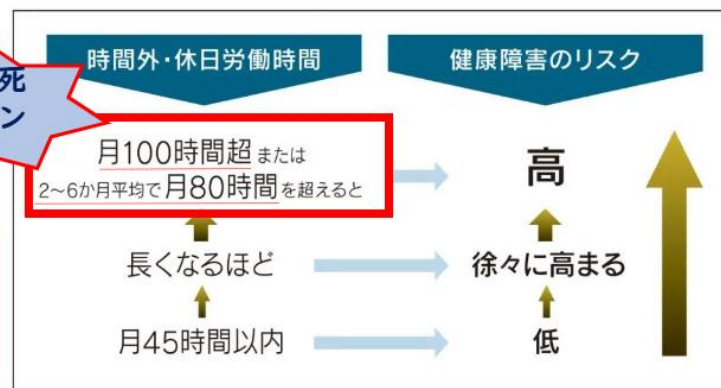 死
ン
時間外・休日労働時間
健康障害のリスク
月100時間超または
2~6か月平均で月80時間を超えると
高
長くなるほど
徐々に高まる
月45時間以内
低